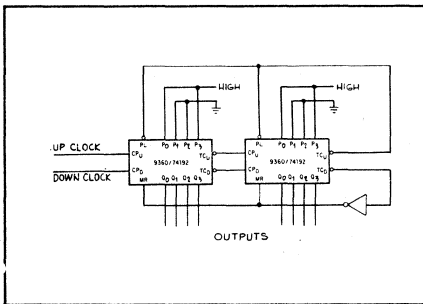 HIGH HIGH
PL P0 P1 P2 P3 PL P0 P1 P2 P3
UP CLOCK CPU 9360/74192 TCU CPU 9360/74192 TCU
DOWN CLOCK CPD TCD CPD TCD
MR Q0 Q1 Q2 Q3 MR Q0 Q1 Q2 Q3
OUTPUTS